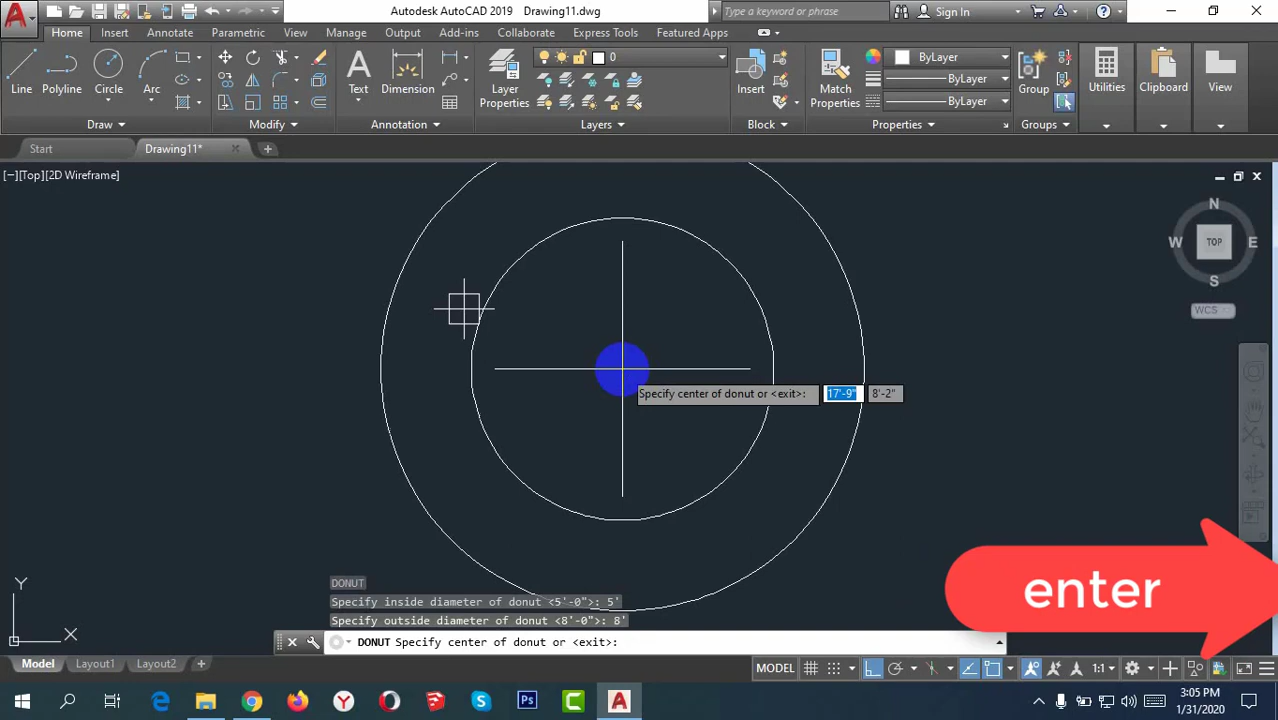 Autodesk AutoCAD 2019 Drawing11.dwg
Type a keyword or phrase
Sign In
Home Insert Annotate Parametric View Manage Output Add-ins Collaborate Express Tools Featured Apps
Line Polyline Circle Arc
Text Dimension
Layer Properties
0
Insert
Match Properties
ByLayer
ByLayer
ByLayer
Group
Utilities
Clipboard
View
Draw Modify Annotation Layers Block Properties Groups
Start Drawing11*
[−][Top][2D Wireframe]
N
W TOP E
S
WCS
Specify center of donut or <exit>: 17'-9" 8'-2"
enter
Y
X
DONUT
Specify inside diameter of donut <5'-0">: 5'
Specify outside diameter of donut <8'-0">: 8'
DONUT Specify center of donut or <exit>:
Model Layout1 Layout2
MODEL 1:1
Ps
3:05 PM
1/31/2020